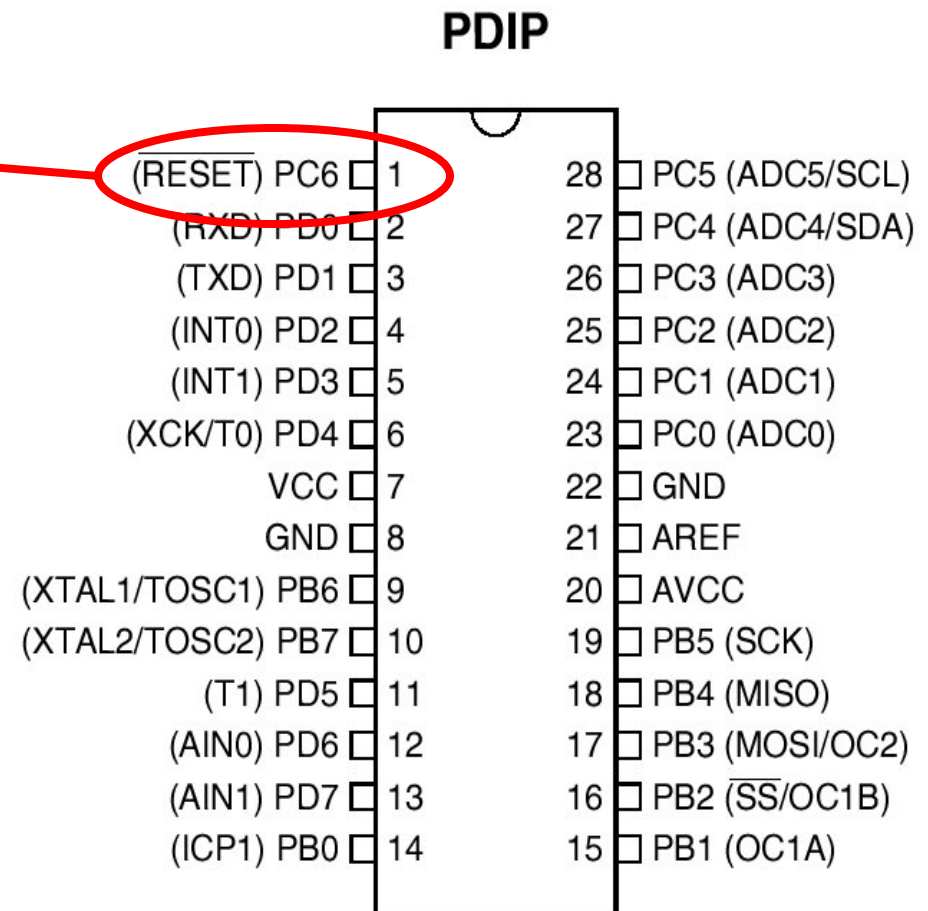 PDIP
(RESET) PC6 1 28 PC5 (ADC5/SCL)
(RXD) PD0 2 27 PC4 (ADC4/SDA)
(TXD) PD1 3 26 PC3 (ADC3)
(INT0) PD2 4 25 PC2 (ADC2)
(INT1) PD3 5 24 PC1 (ADC1)
(XCK/T0) PD4 6 23 PC0 (ADC0)
VCC 7 22 GND
GND 8 21 AREF
(XTAL1/TOSC1) PB6 9 20 AVCC
(XTAL2/TOSC2) PB7 10 19 PB5 (SCK)
(T1) PD5 11 18 PB4 (MISO)
(AIN0) PD6 12 17 PB3 (MOSI/OC2)
(AIN1) PD7 13 16 PB2 (SS/OC1B)
(ICP1) PB0 14 15 PB1 (OC1A)